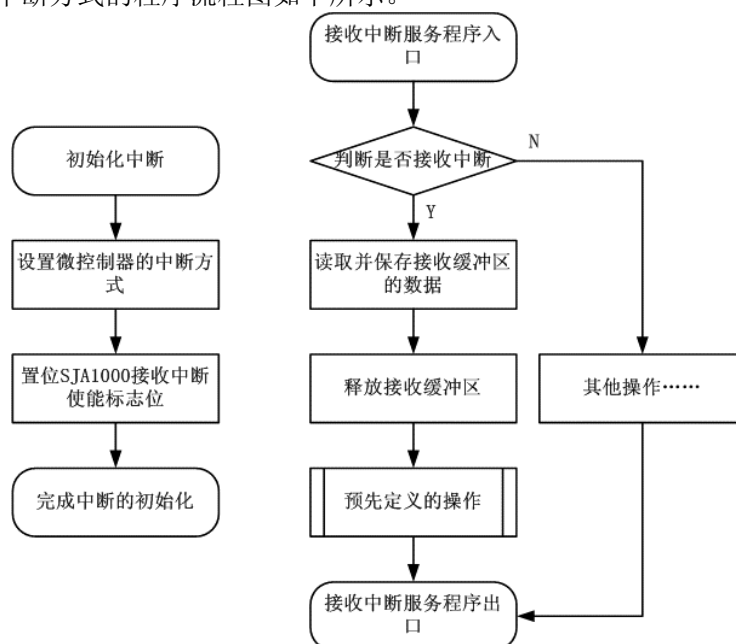 中断方式的程序流程图如下所示。
初始化中断
设置微控制器的中断方
式
置位SJA1000接收中断
使能标志位
完成中断的初始化
接收中断服务程序入
口
判断是否接收中断
N
Y
读取并保存接收缓冲区
的数据
释放接收缓冲区
预先定义的操作
其他操作……
接收中断服务程序出
口